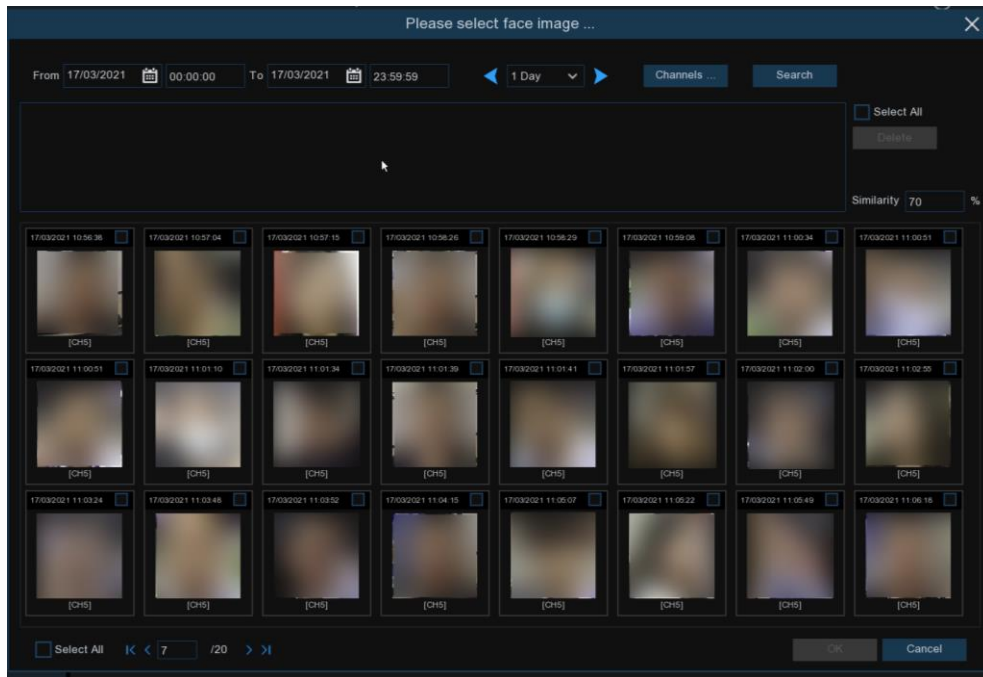 Please select face image ...
From 17/03/2021 00:00:00 To 17/03/2021 23:59:59 1 Day Channels ... Search
Select All
Delete
Similarity 70 %
17/03/2021 10:56:38 17/03/2021 10:57:04 17/03/2021 10:57:15 17/03/2021 10:58:26 17/03/2021 10:58:29 17/03/2021 10:59:08 17/03/2021 11:00:34 17/03/2021 11:00:51
[CH5] [CH5] [CH5] [CH5] [CH5] [CH5] [CH5] [CH5]
17/03/2021 11:00:51 17/03/2021 11:01:10 17/03/2021 11:01:34 17/03/2021 11:01:39 17/03/2021 11:01:41 17/03/2021 11:01:57 17/03/2021 11:02:00 17/03/2021 11:02:55
[CH5] [CH5] [CH5] [CH5] [CH5] [CH5] [CH5] [CH5]
17/03/2021 11:03:24 17/03/2021 11:03:48 17/03/2021 11:03:52 17/03/2021 11:04:15 17/03/2021 11:05:07 17/03/2021 11:05:22 17/03/2021 11:05:49 17/03/2021 11:06:18
[CH5] [CH5] [CH5] [CH5] [CH5] [CH5] [CH5] [CH5]
Select All 7 /20 OK Cancel